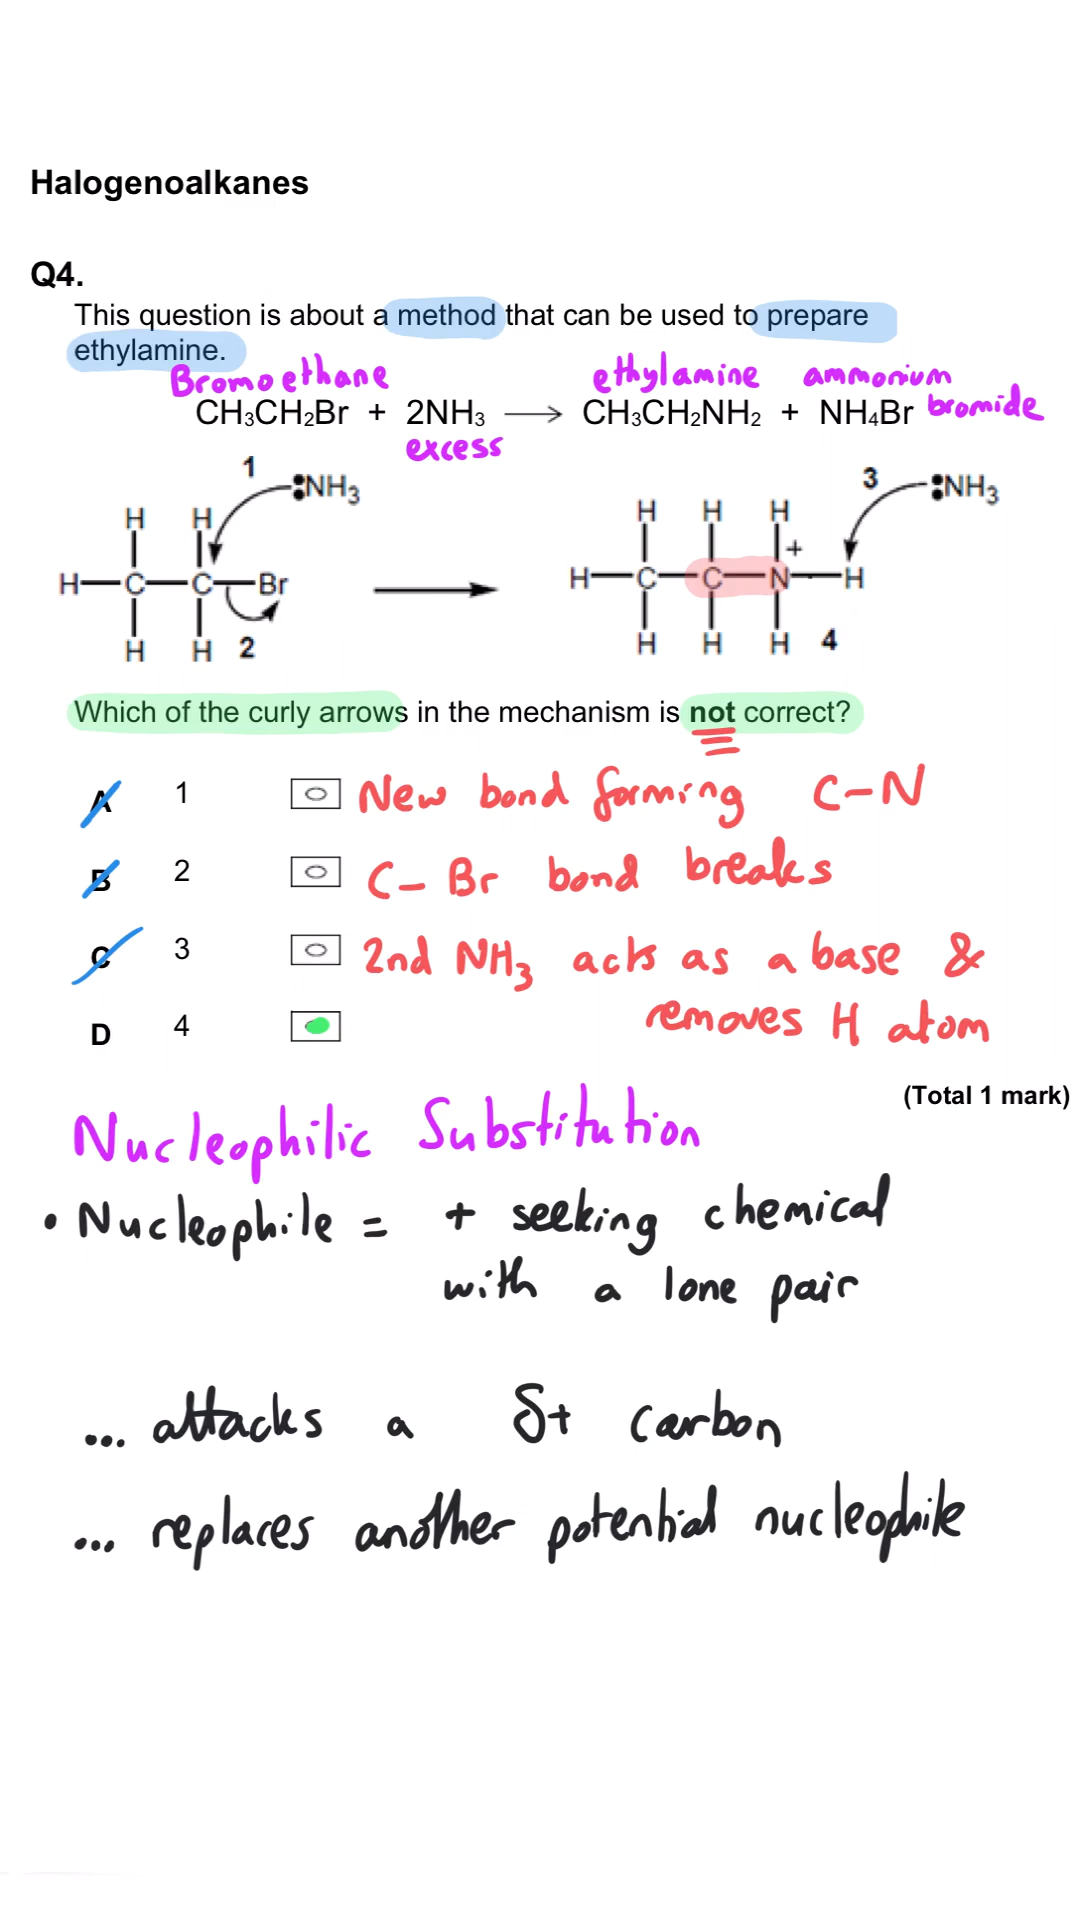 Halogenoalkanes
Q4.
This question is about a method that can be used to prepare
ethylamine.
Bromoethane ethylamine ammonium
CH₃CH₂Br + 2NH₃ → CH₃CH₂NH₂ + NH₄Br bromide
excess
1 :NH₃ 3 :NH₃
H H H H H
+
H C C Br H C C N H
H H 2 H H H 4
Which of the curly arrows in the mechanism is not correct?
A 1 New bond forming C-N
B 2 C-Br bond breaks
C 3 2nd NH₃ acts as a base &
removes H atom
D 4
(Total 1 mark)
Nucleophilic Substitution
• Nucleophile = + seeking chemical
with a lone pair
... attacks a δ+ carbon
... replaces another potential nucleophile